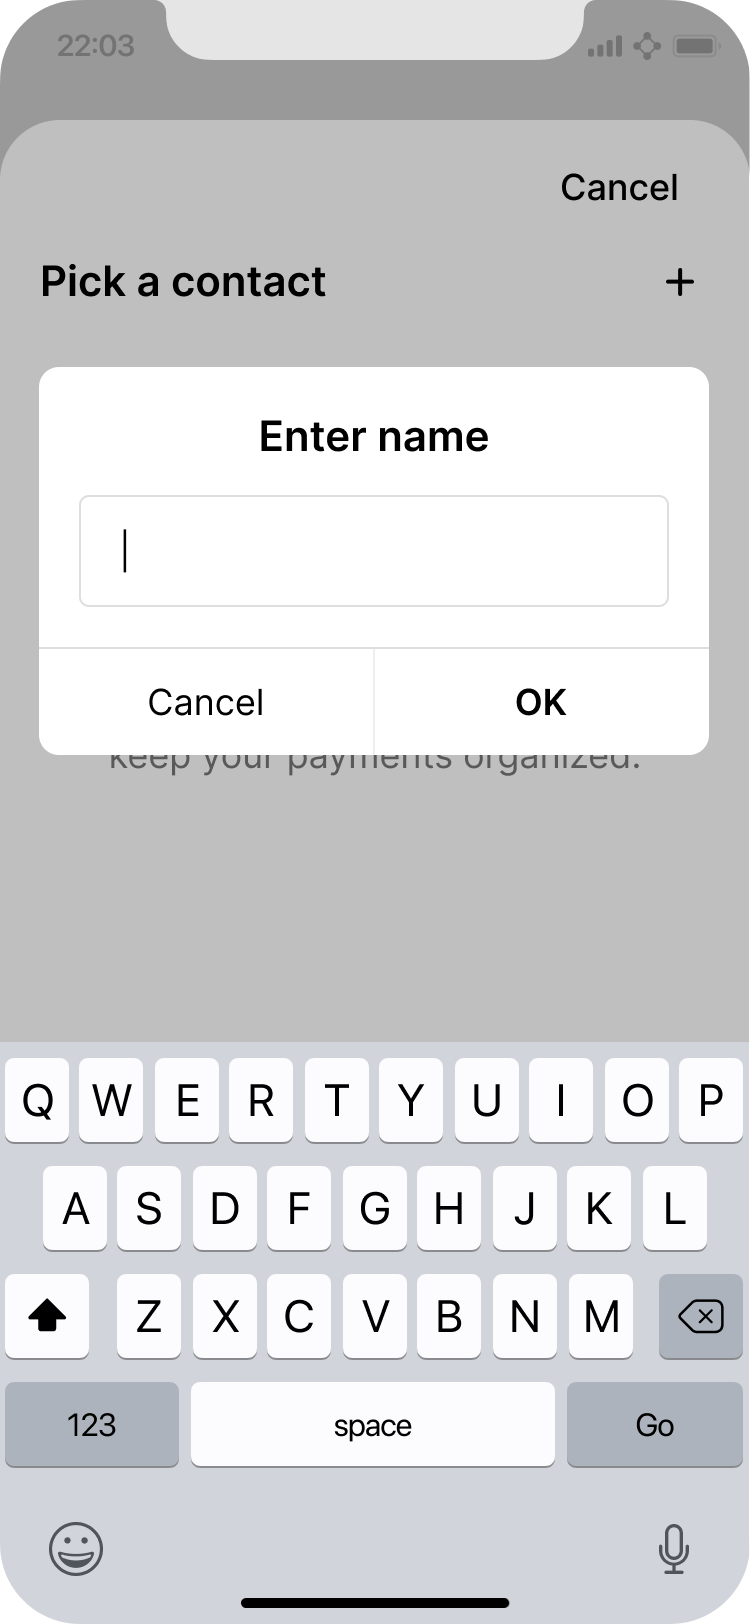 22:03
Cancel
Pick a contact +
Enter name
Cancel OK
keep your payments organized.
Q W E R T Y U I O P
A S D F G H J K L
Z X C V B N M
123 space Go